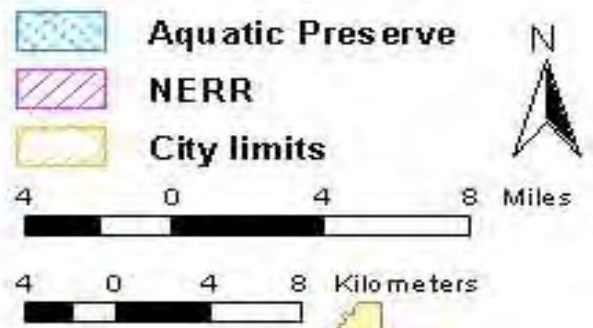 Aquatic Preserve
N
NERR
City limits
4 0 4 8 Miles
4 0 4 8 Kilometers